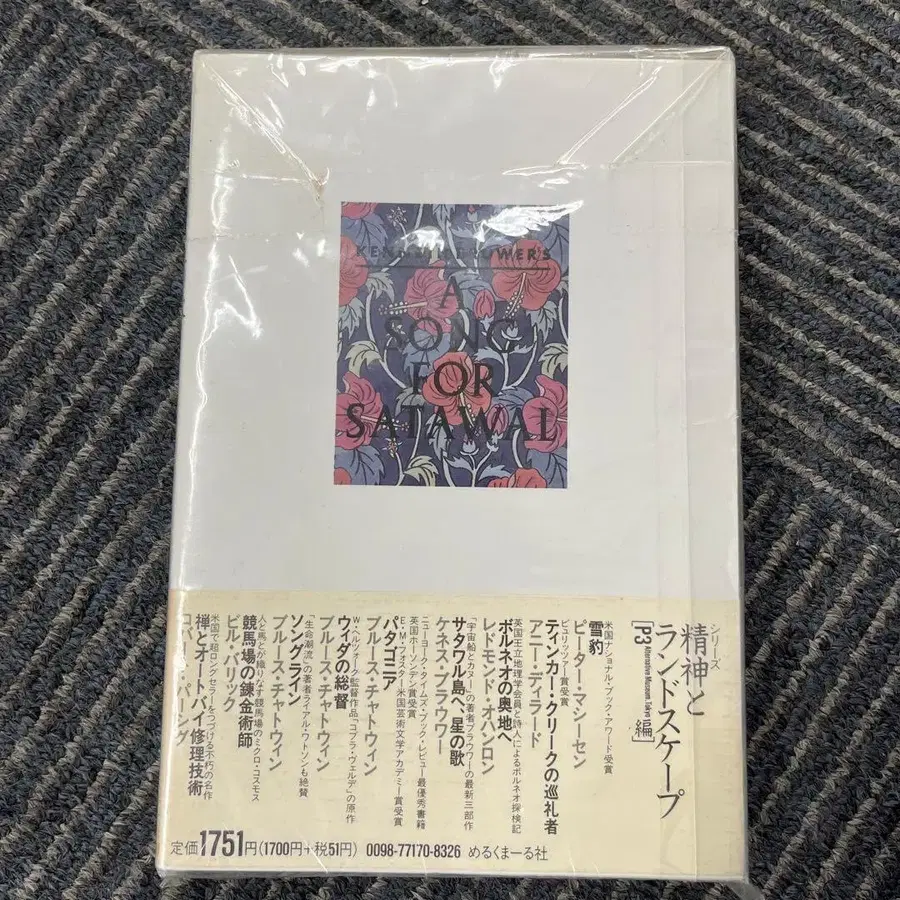 KENNETH BROWER'S
A
SONG
FOR
SATAWAL
シリーズ
精神と
ランドスケープ
[P3 Alternative Museum, Tokyo 編]
米国ナショナル・ブック・アワード受賞
雪豹
ピーター・マシーセン
ピュリッツァー賞受賞
ティンカー・クリークの巡礼者
アニー・ディラード
英国王立地理学会員と詩人によるボルネオ探検記
ボルネオの奥地へ
レドモンド・オハンロン
「宇宙船とカヌー」のブラウワーの最新三部作
サタワル島へ、星の歌
ケネス・ブラウワー
ニューヨーク・タイムズ・ブック・レビュー最優秀書籍
英国ホーソンデン賞受賞
E・M・フォスター米国芸術文学アカデミー賞受賞
パタゴニア
ブルース・チャトウィン
W・ヘルツォーク監督作品「コブラ・ヴェルデ」の原作
ウィダの総督
ブルース・チャトウィン
「生命潮流」の著者ライアル・ワトソンも絶賛
ソングライン
ブルース・チャトウィン
人と馬とが織りなす競馬場のミクロ・コスモス
競馬場の錬金術師
ビル・バリック
米国で超ロングセラーをつづける不朽の名作
禅とオートバイ修理技術
ロバート・パーシグ
定価1751円(1700円+税51円) 0098-77170-8326 めるくまーる社